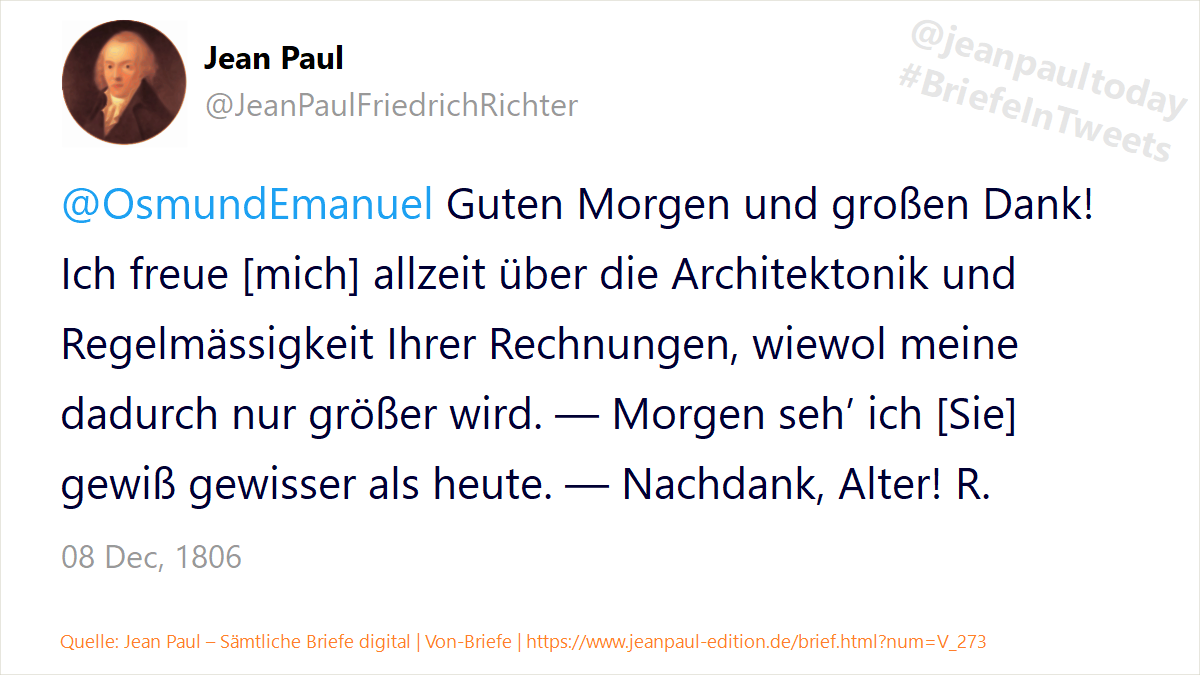 Jean Paul
@JeanPaulFriedrichRichter
@jeanpaultoday
#BriefeInTweets
@OsmundEmanuel Guten Morgen und großen Dank!
Ich freue [mich] allzeit über die Architektonik und
Regelmässigkeit Ihrer Rechnungen, wiewol meine
dadurch nur größer wird. — Morgen seh’ ich [Sie]
gewiß gewisser als heute. — Nachdank, Alter! R.
08 Dec, 1806
Quelle: Jean Paul – Sämtliche Briefe digital | Von-Briefe | https://www.jeanpaul-edition.de/brief.html?num=V_273